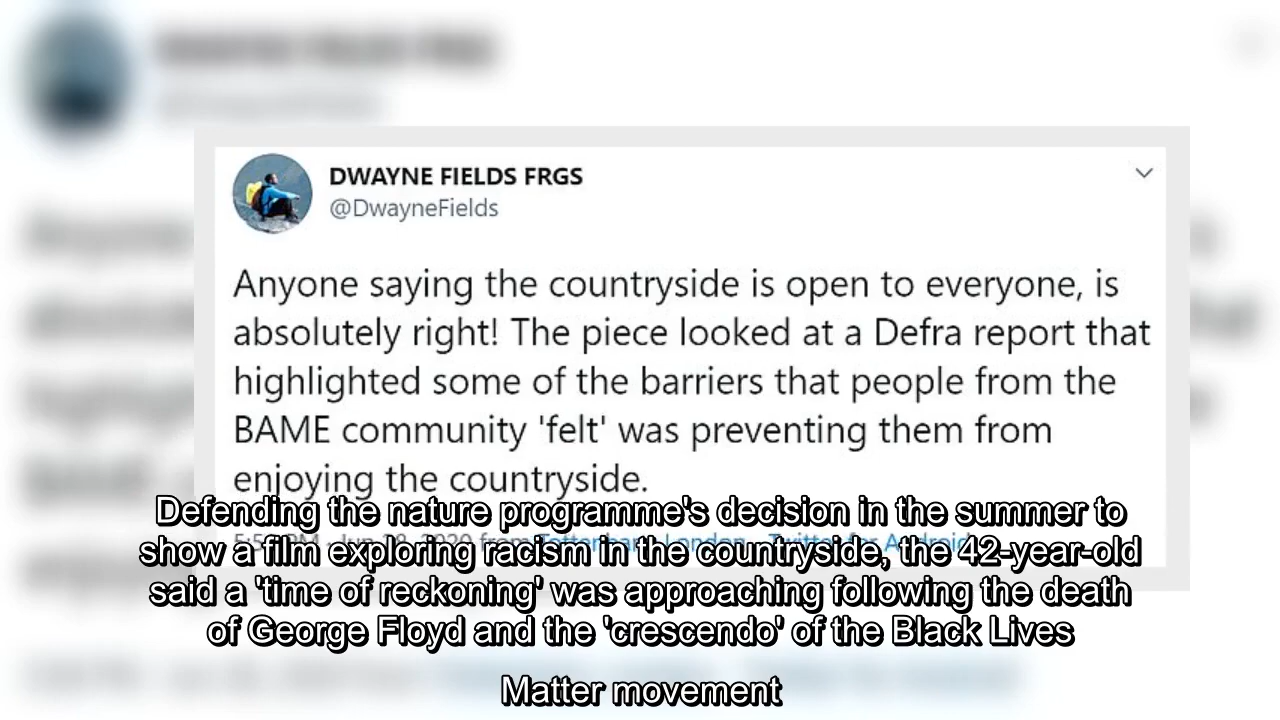 DWAYNE FIELDS FRGS
@DwayneFields
Anyone saying the countryside is open to everyone, is
absolutely right! The piece looked at a Defra report that
highlighted some of the barriers that people from the
BAME community 'felt' was preventing them from
enjoying the countryside.
Defending the nature programme's decision in the summer to
show a film exploring racism in the countryside, the 42-year-old
said a 'time of reckoning' was approaching following the death
of George Floyd and the 'crescendo' of the Black Lives
Matter movement